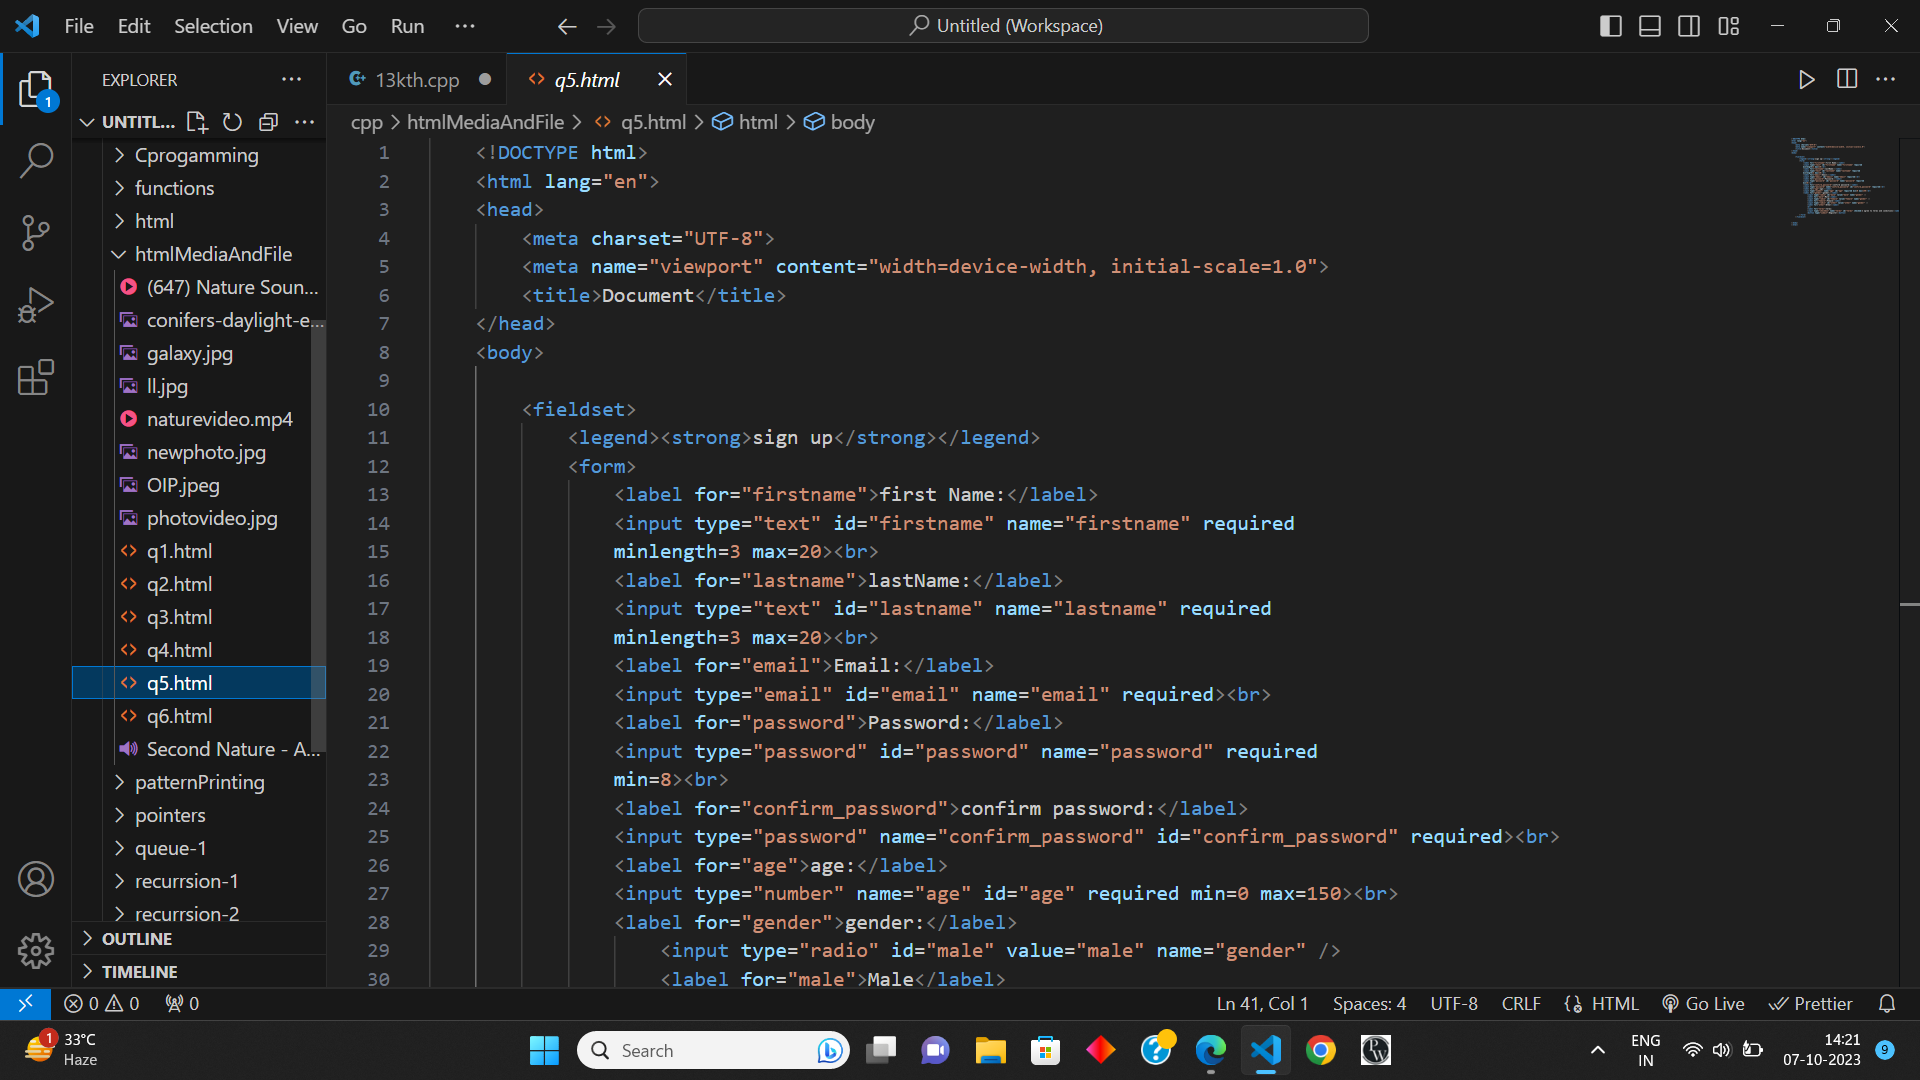 File Edit Selection View Go Run ···
Untitled (Workspace)
EXPLORER
13kth.cpp
q5.html
1
UNTITL...
cpp > htmlMediaAndFile > q5.html > html > body
Cprogamming
functions
html
htmlMediaAndFile
(647) Nature Soun...
conifers-daylight-e...
galaxy.jpg
ll.jpg
naturevideo.mp4
newphoto.jpg
OIP.jpeg
photovideo.jpg
q1.html
q2.html
q3.html
q4.html
q5.html
q6.html
Second Nature - A...
patternPrinting
pointers
queue-1
recurrsion-1
recurrsion-2
OUTLINE
TIMELINE
1 <!DOCTYPE html>
2 <html lang="en">
3 <head>
4 <meta charset="UTF-8">
5 <meta name="viewport" content="width=device-width, initial-scale=1.0">
6 <title>Document</title>
7 </head>
8 <body>
9
10 <fieldset>
11 <legend><strong>sign up</strong></legend>
12 <form>
13 <label for="firstname">first Name:</label>
14 <input type="text" id="firstname" name="firstname" required
15 minlength=3 max=20><br>
16 <label for="lastname">lastName:</label>
17 <input type="text" id="lastname" name="lastname" required
18 minlength=3 max=20><br>
19 <label for="email">Email:</label>
20 <input type="email" id="email" name="email" required><br>
21 <label for="password">Password:</label>
22 <input type="password" id="password" name="password" required
23 min=8><br>
24 <label for="confirm_password">confirm password:</label>
25 <input type="password" name="confirm_password" id="confirm_password" required><br>
26 <label for="age">age:</label>
27 <input type="number" name="age" id="age" required min=0 max=150><br>
28 <label for="gender">gender:</label>
29 <input type="radio" id="male" value="male" name="gender" />
30 <label for="male">Male</label>
0 0 0
Ln 41, Col 1 Spaces: 4 UTF-8 CRLF HTML Go Live Prettier
1
33°C
Haze
Search
PW
ENG
IN
14:21
07-10-2023
9